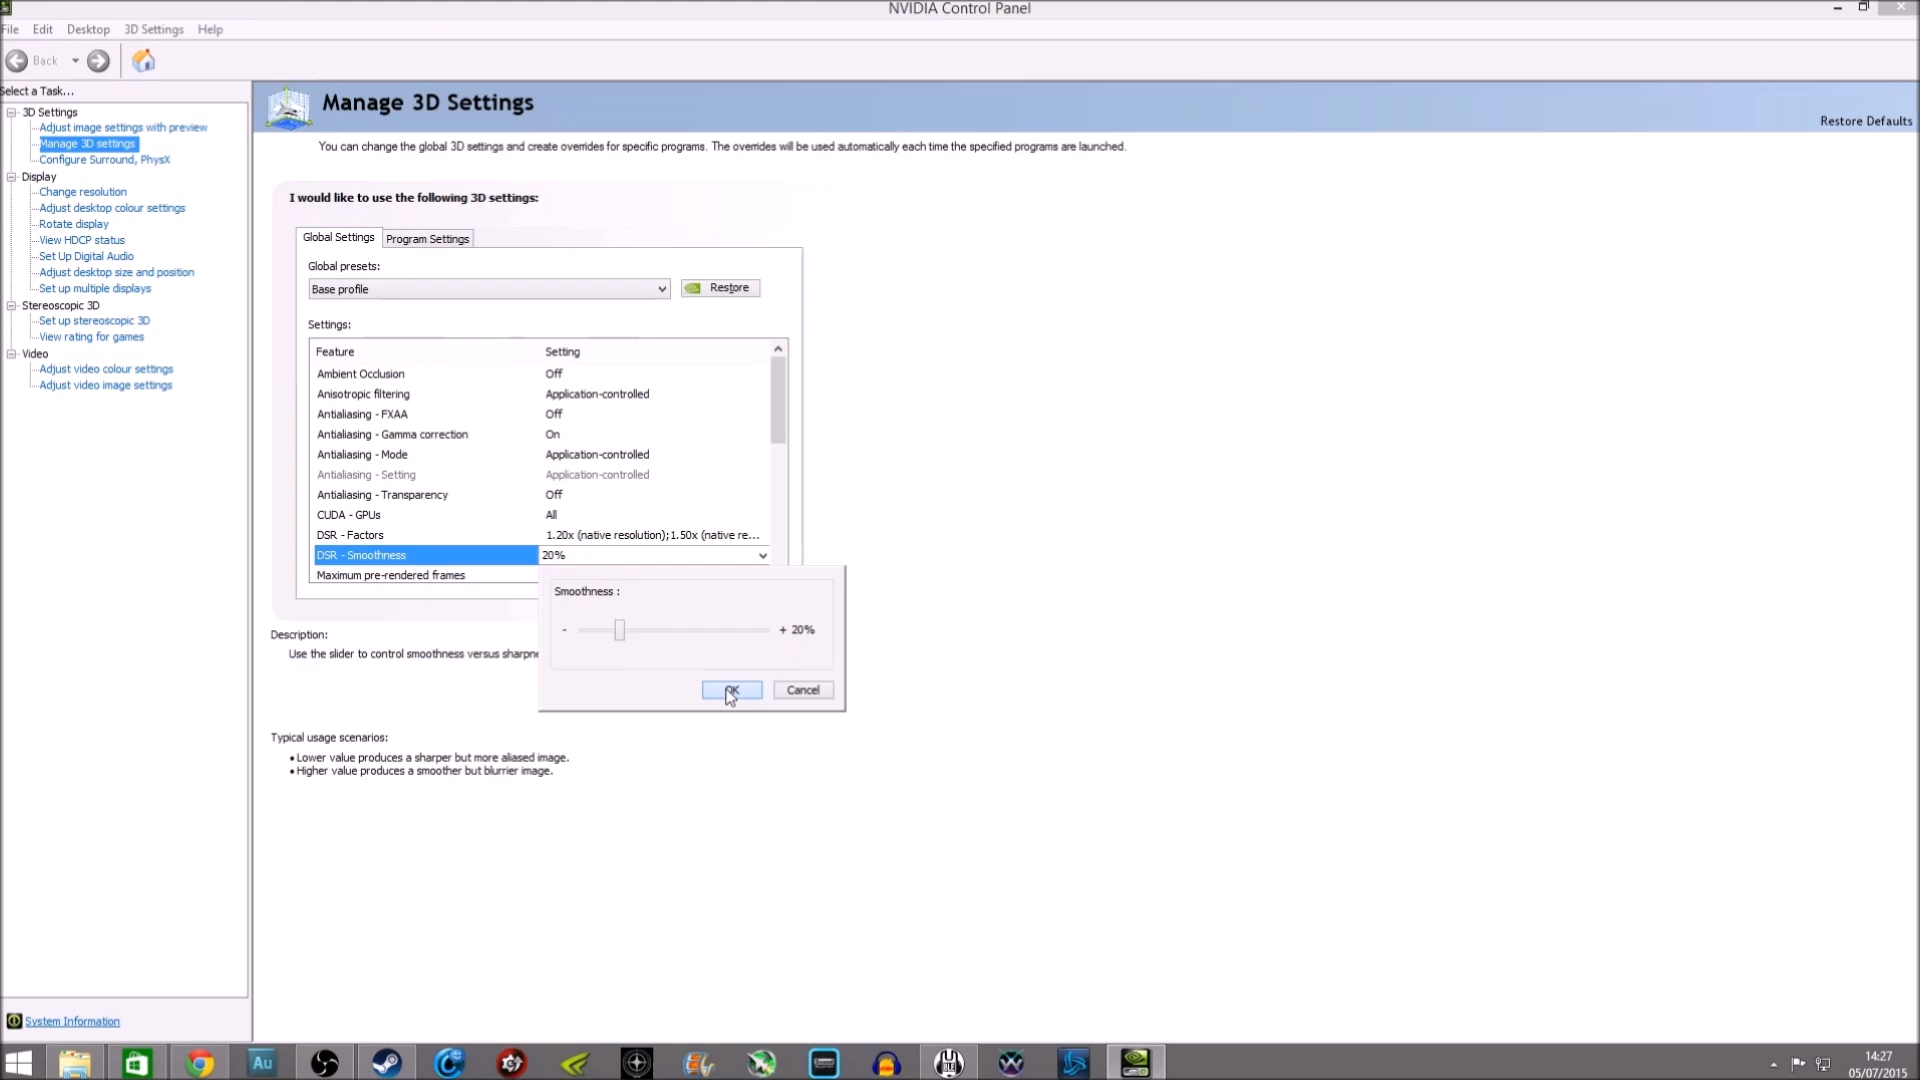 NVIDIA Control Panel
File Edit Desktop 3D Settings Help
Back
Select a Task...
3D Settings
Adjust image settings with preview
Manage 3D settings
Configure Surround, PhysX
Display
Change resolution
Adjust desktop colour settings
Rotate display
View HDCP status
Set Up Digital Audio
Adjust desktop size and position
Set up multiple displays
Stereoscopic 3D
Set up stereoscopic 3D
View rating for games
Video
Adjust video colour settings
Adjust video image settings
System Information
Manage 3D Settings
Restore Defaults
You can change the global 3D settings and create overrides for specific programs. The overrides will be used automatically each time the specified programs are launched.
I would like to use the following 3D settings:
Global Settings Program Settings
Global presets:
Base profile Restore
Settings:
Feature Setting
Ambient Occlusion Off
Anisotropic filtering Application-controlled
Antialiasing - FXAA Off
Antialiasing - Gamma correction On
Antialiasing - Mode Application-controlled
Antialiasing - Setting Application-controlled
Antialiasing - Transparency Off
CUDA - GPUs All
DSR - Factors 1.20x (native resolution);1.50x (native re...
DSR - Smoothness 20%
Maximum pre-rendered frames
Smoothness :
- + 20%
OK Cancel
Description:
Use the slider to control smoothness versus sharpne
Typical usage scenarios:
• Lower value produces a sharper but more aliased image.
• Higher value produces a smoother but blurrier image.
Au
14:27
05/07/2015